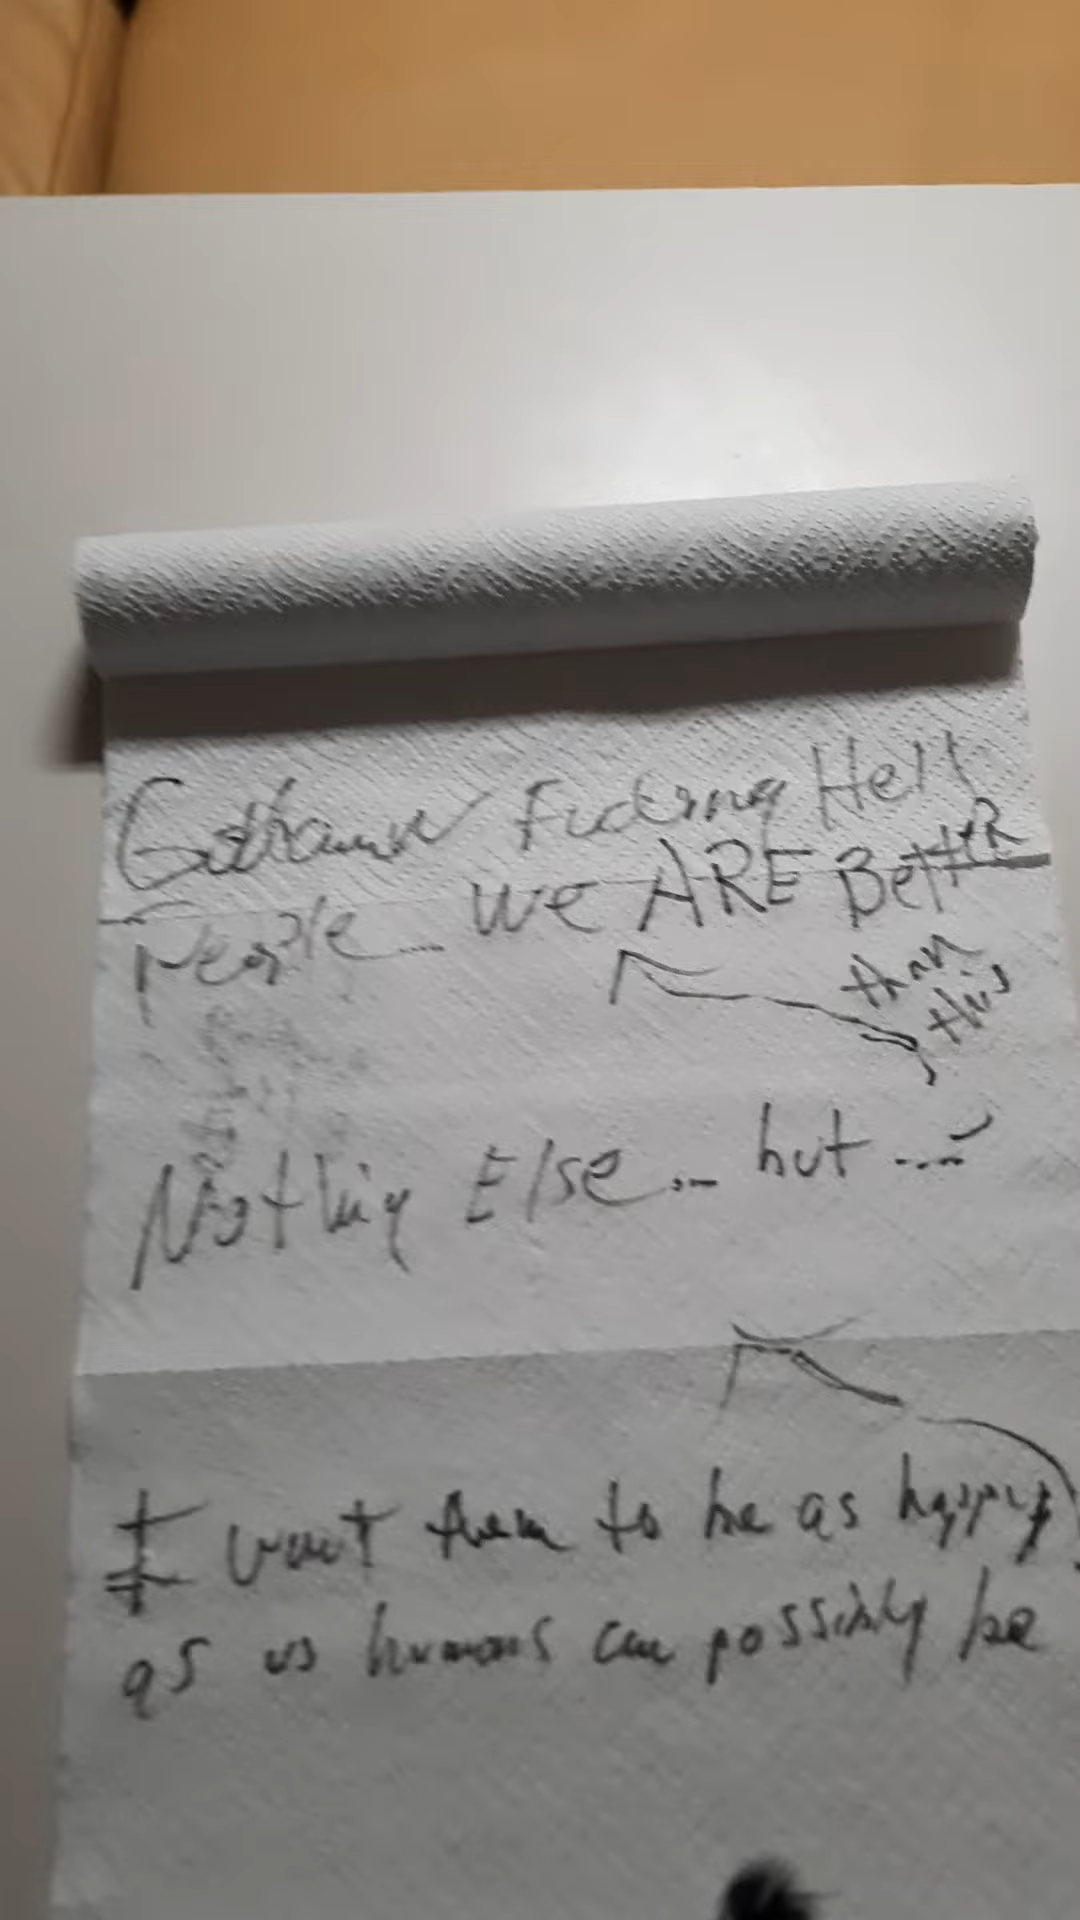 Fucking Hell
People... WE ARE BettER
than
this
Nothing ElSe... but ....
I want them to be as happy
as us humans can possibly be